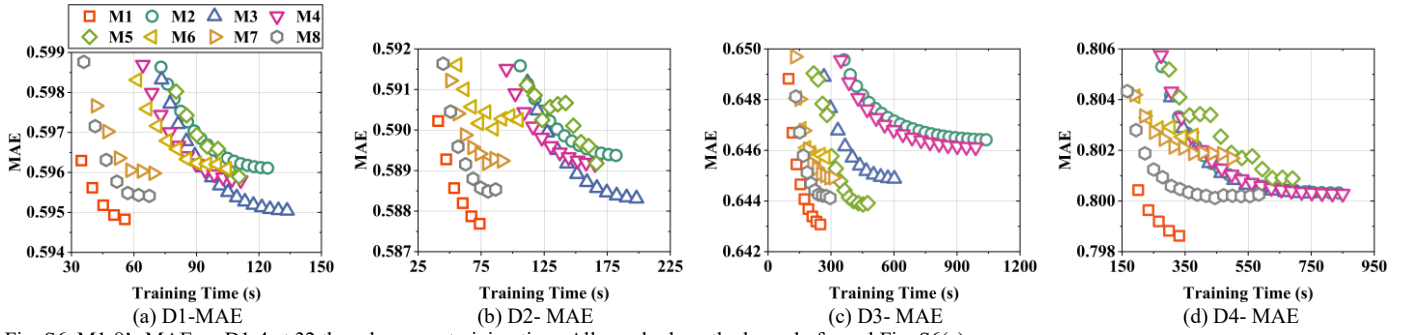 M1 M2 M3 M4
M5 M6 M7 M8
0.599
0.598
0.597
0.596
0.595
0.594
MAE
30 60 90 120 150
Training Time (s)
(a) D1-MAE
0.592
0.591
0.590
0.589
0.588
0.587
MAE
25 75 125 175 225
Training Time (s)
(b) D2- MAE
0.650
0.648
0.646
0.644
0.642
MAE
0 300 600 900 1200
Training Time (s)
(c) D3- MAE
0.806
0.804
0.802
0.800
0.798
MAE
150 350 550 750 950
Training Time (s)
(d) D4- MAE